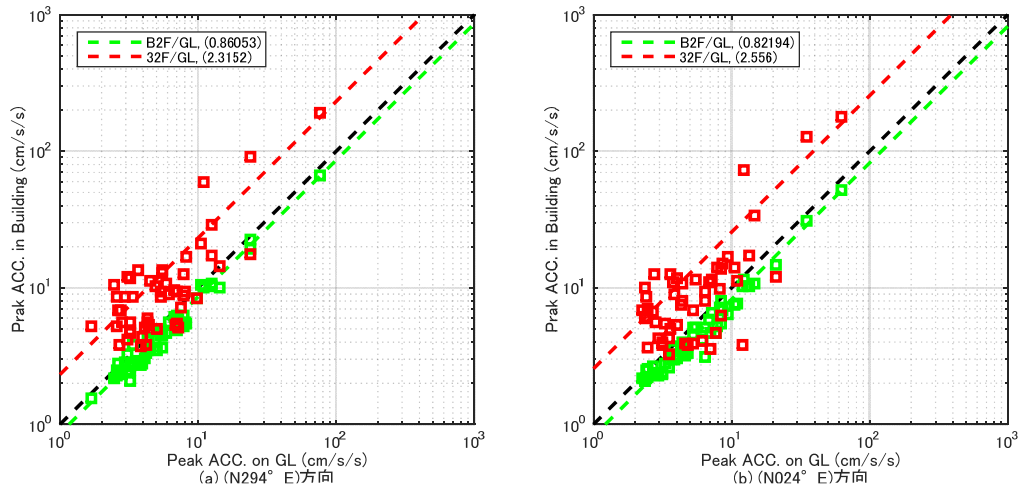 B2F/GL, (0.86053)
32F/GL, (2.3152)
Prak ACC. in Building (cm/s/s)
10³
10²
10¹
10⁰
10⁰ 10¹ 10² 10³
Peak ACC. on GL (cm/s/s)
(a) (N294° E)方向
B2F/GL, (0.82194)
32F/GL, (2.556)
Prak ACC. in Building (cm/s/s)
10³
10²
10¹
10⁰
10⁰ 10¹ 10² 10³
Peak ACC. on GL (cm/s/s)
(b) (N024° E)方向